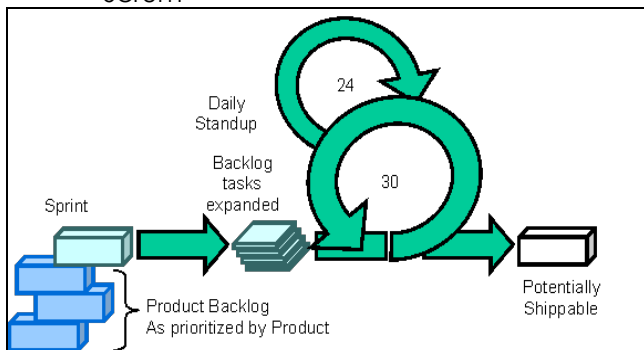 24
Daily
Standup
Backlog
tasks
expanded
30
Sprint
Product Backlog
As prioritized by Product
Potentially
Shippable